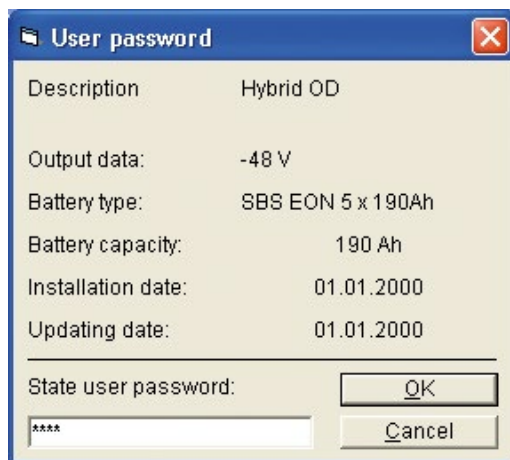 User password
Description Hybrid OD
Output data: -48 V
Battery type: SBS EON 5 x 190Ah
Battery capacity: 190 Ah
Installation date: 01.01.2000
Updating date: 01.01.2000
State user password: OK
**** Cancel